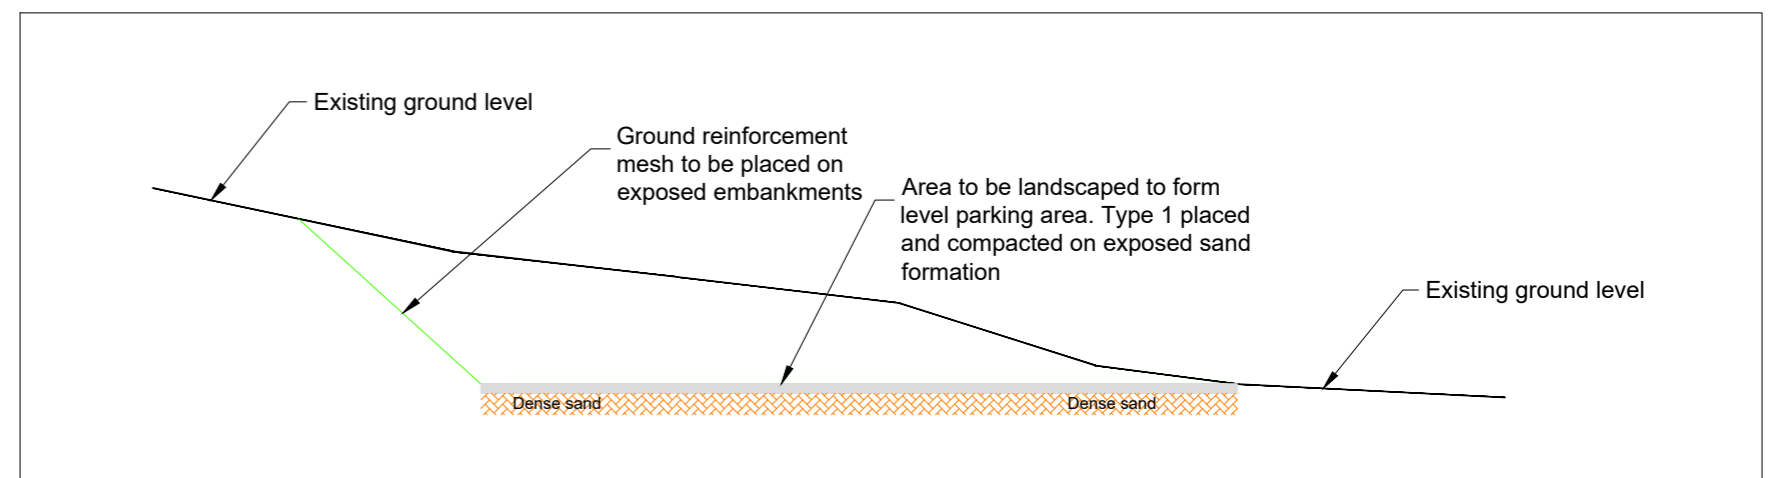 Existing ground level
Ground reinforcement
mesh to be placed on
exposed embankments
Area to be landscaped to form
level parking area. Type 1 placed
and compacted on exposed sand
formation
Existing ground level
Dense sand
Dense sand